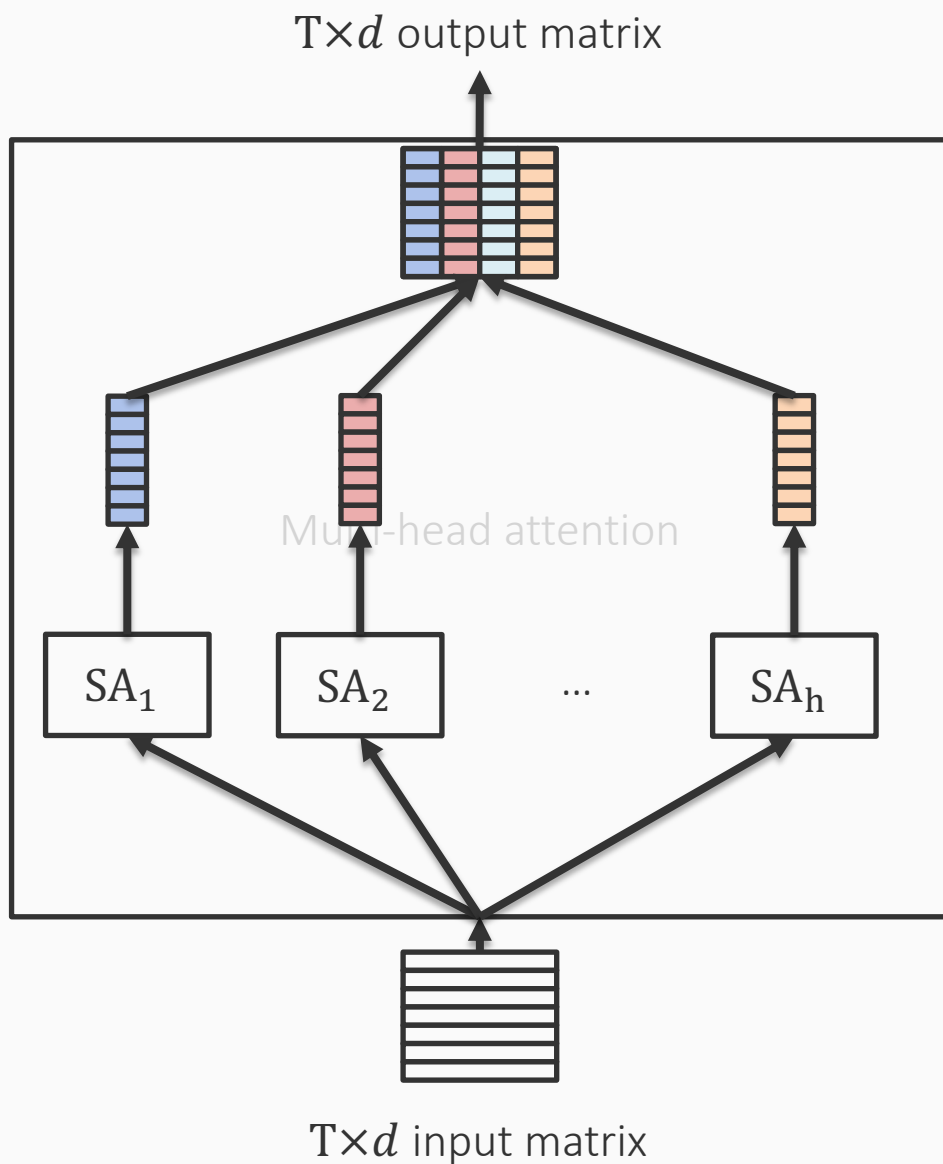 T×d output matrix
Multi-head attention
SA₁
SA₂
...
SAₕ
T×d input matrix